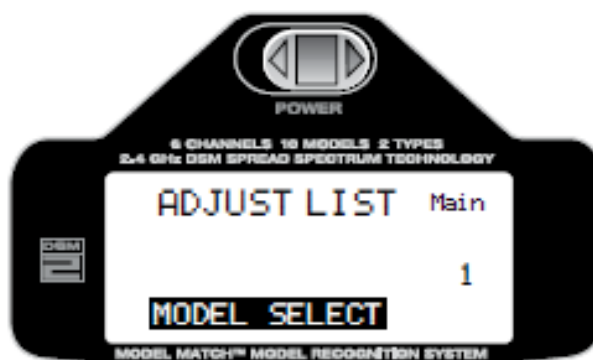 POWER
6 CHANNELS 10 MODELS 2 TYPES
2.4 GHz DSM SPREAD SPECTRUM TECHNOLOGY
ADJUST LIST Main
DSM
2
1
MODEL SELECT
MODEL MATCH™ MODEL RECOGNITION SYSTEM